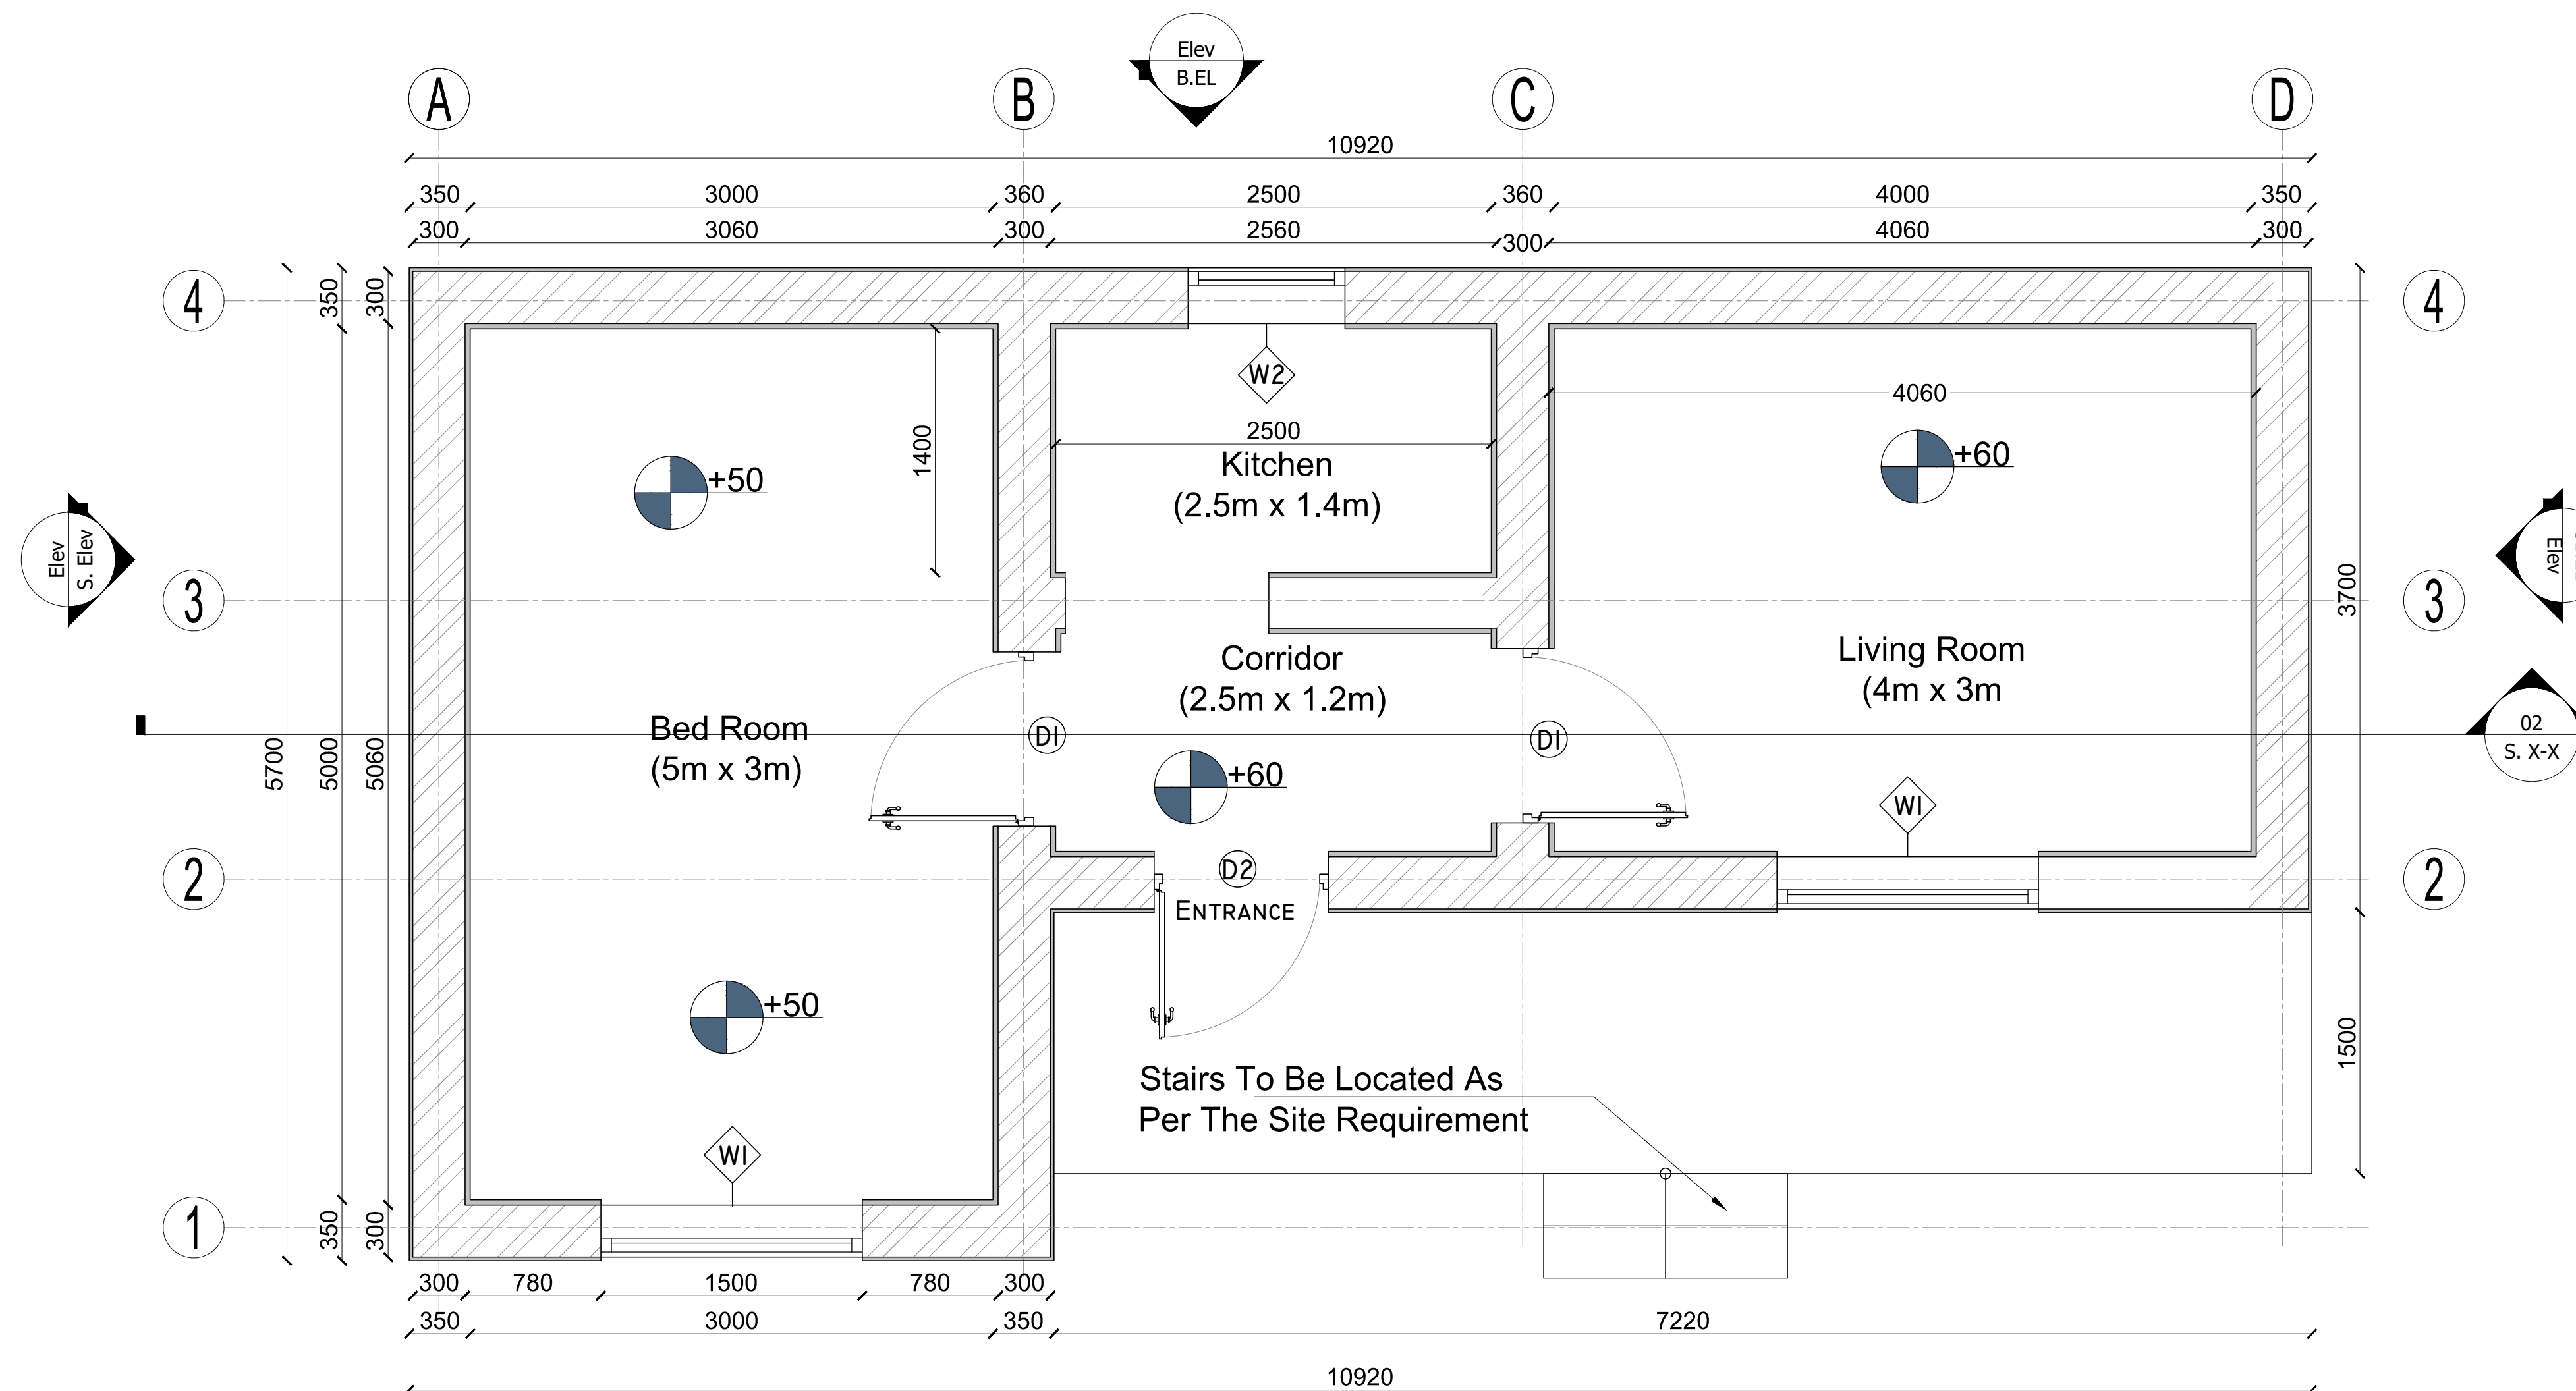 Elev
B.EL
A
B
C
D
10920
350 3000 360 2500 360 4000 350
300 3060 300 2560 300 4060 300
4
350
300
4
W2
4060
1400
2500
Kitchen
(2.5m x 1.4m)
+50
+60
Elev
S. Elev
Elev
3
3700
3
Corridor
(2.5m x 1.2m)
Living Room
(4m x 3m
Bed Room
(5m x 3m)
D1
D1
02
S. X-X
5700
5000
5060
+60
W1
2
D2
2
ENTRANCE
+50
1500
Stairs To Be Located As
Per The Site Requirement
W1
1
350
300
300 780 1500 780 300
350 3000 350 7220
10920